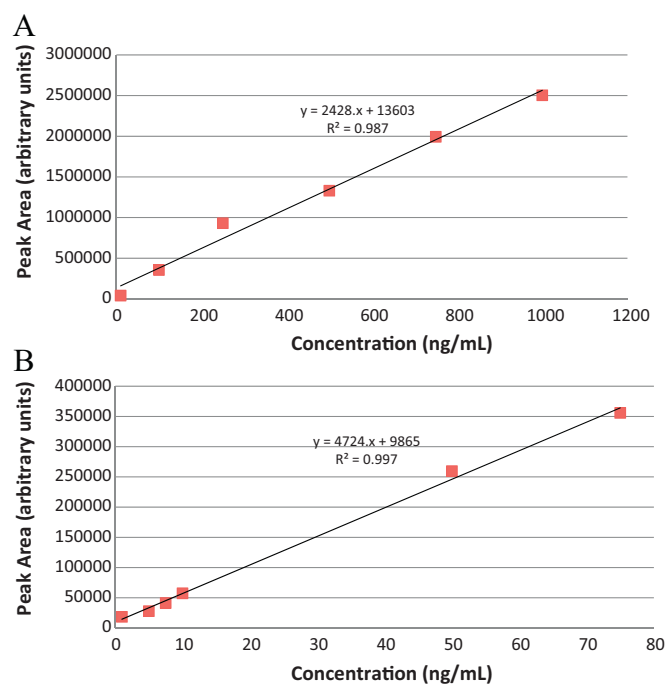 A
Peak Area (arbitrary units)
3000000
2500000
2000000
1500000
1000000
500000
0
y = 2428.x + 13603
R² = 0.987
0 200 400 600 800 1000 1200
Concentration (ng/mL)
B
Peak Area (arbitrary units)
400000
350000
300000
250000
200000
150000
100000
50000
0
y = 4724.x + 9865
R² = 0.997
0 10 20 30 40 50 60 70 80
Concentration (ng/mL)